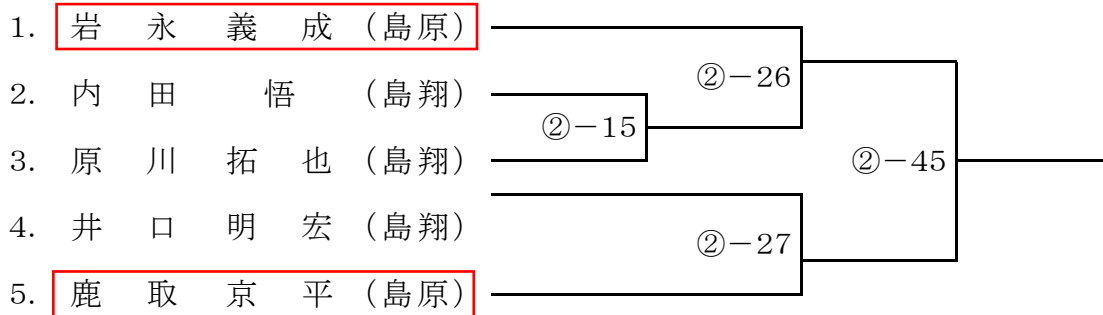 1. 岩永義成（島原）
②－26
2. 内田 悟（島翔）
②－15
3. 原川拓也（島翔）
②－45
4. 井口明宏（島翔）
②－27
5. 鹿取京平（島原）